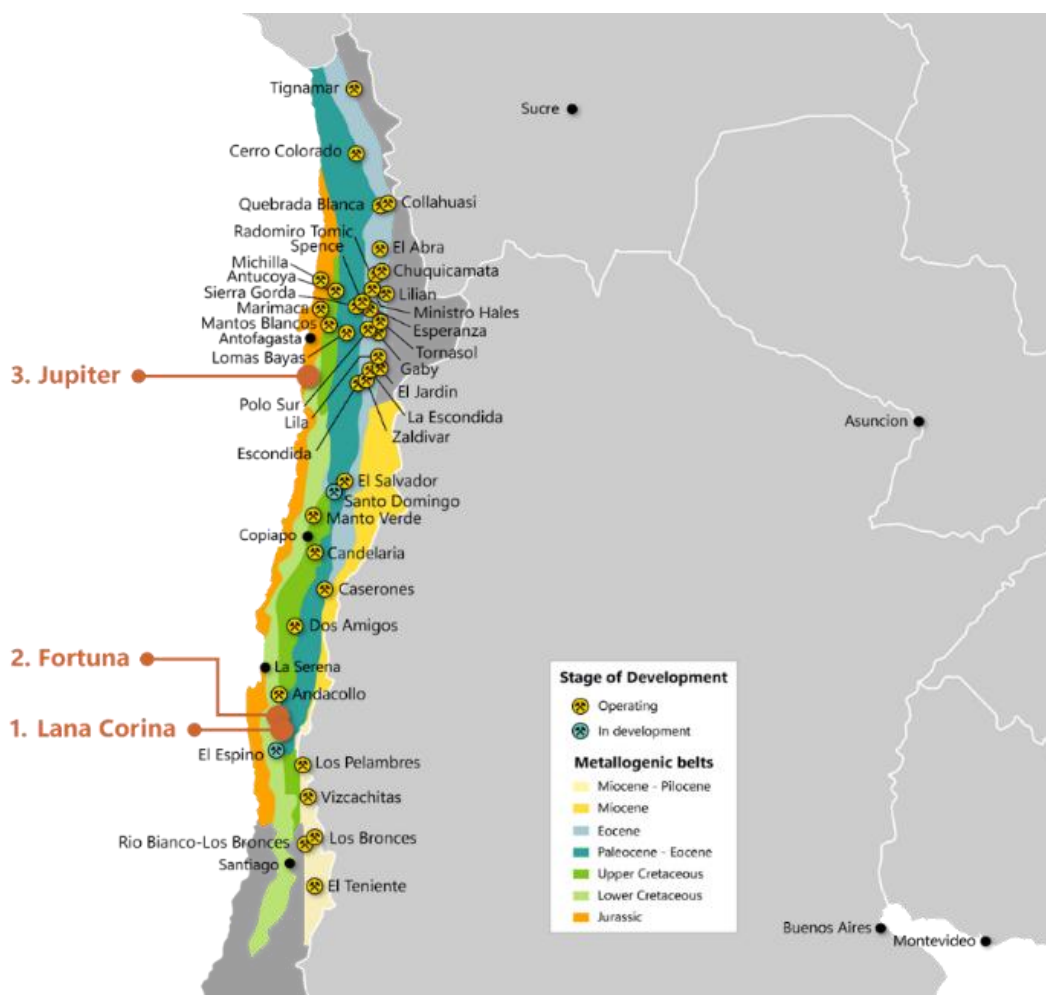 Tignamar
Sucre
Cerro Colorado
Quebrada Blanca
Collahuasi
Radomiro Tomic
Spence
El Abra
Michilla
Chuquicamata
Antucoya
Sierra Gorda
Lilian
Marimaca
Ministro Hales
Mantos Blancos
Esperanza
Antofagasta
Tornasol
Lomas Bayas
Gaby
3. Jupiter
El Jardin
Polo Sur
La Escondida
Lila
Zaldivar
Asuncion
Escondida
El Salvador
Santo Domingo
Manto Verde
Copiapo
Candelaria
Caserones
Dos Amigos
2. Fortuna
La Serena
Andacollo
1. Lana Corina
El Espino
Los Pelambres
Vizcachitas
Rio Bianco-Los Bronces
Los Bronces
Santiago
El Teniente
Stage of Development
Operating
In development
Metallogenic belts
Miocene - Pilocene
Miocene
Eocene
Paleocene - Eocene
Upper Cretaceous
Lower Cretaceous
Jurassic
Buenos Aires
Montevideo